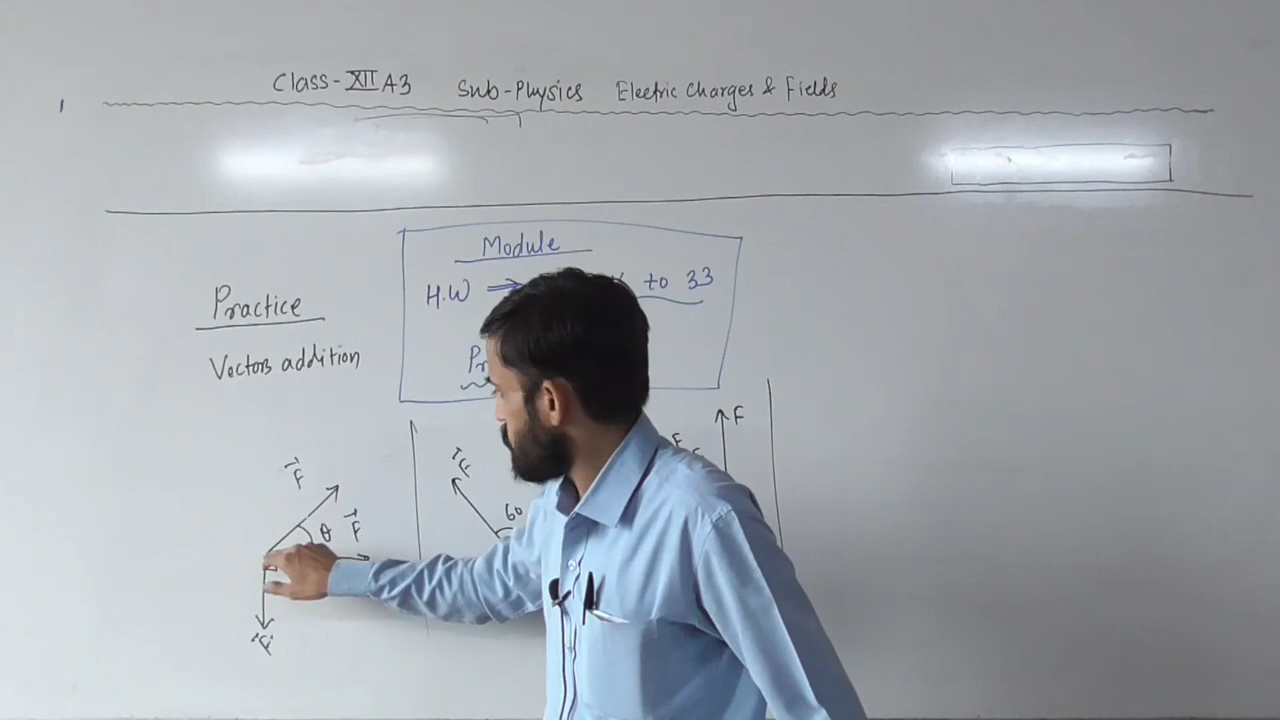 Class-XII A3 Sub-Physics Electric Charges & Fields
Module
H.W ⇒ to 33
Practice
Vectors addition
F
F
F
F
60
θ
F
F